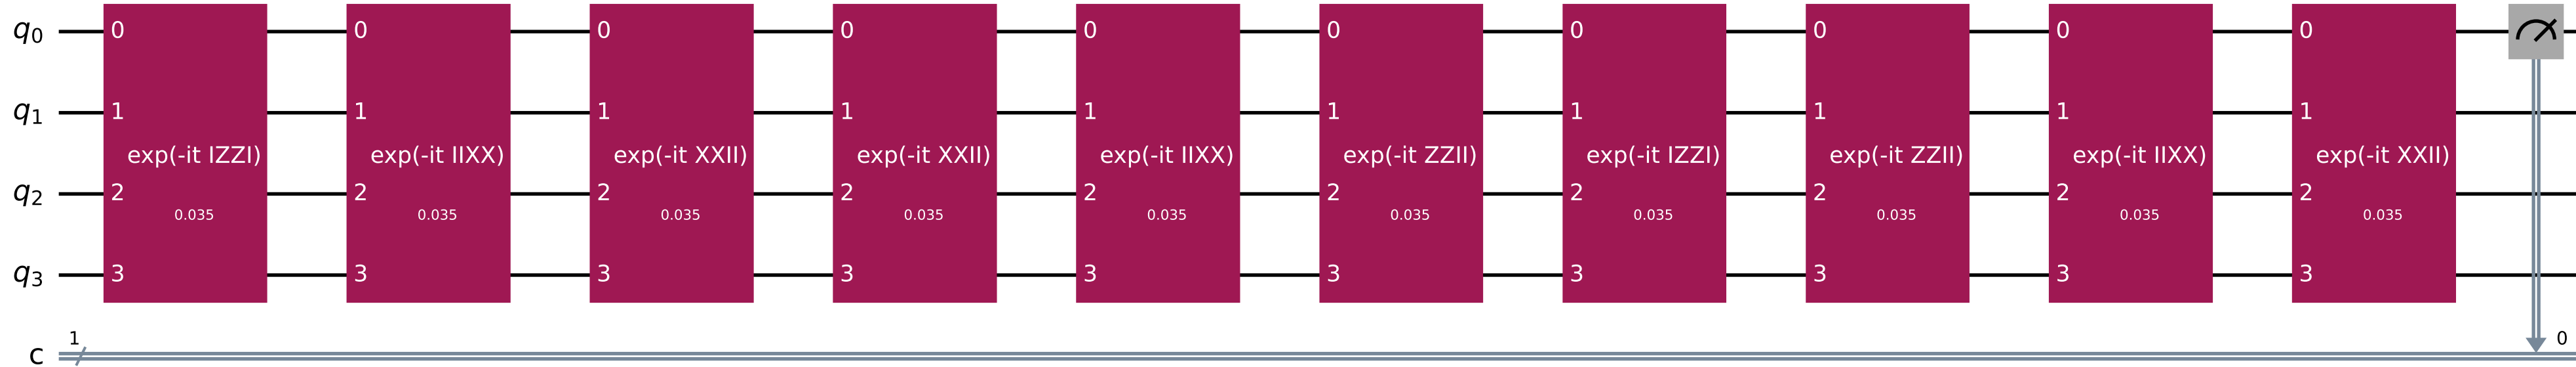 q0 0 0 0 0 0 0 0 0 0 0
q1 1 1 1 1 1 1 1 1 1 1
exp(-it IZZI) exp(-it IIXX) exp(-it XXII) exp(-it XXII) exp(-it IIXX) exp(-it ZZII) exp(-it IZZI) exp(-it ZZII) exp(-it IIXX) exp(-it XXII)
q2 2 2 2 2 2 2 2 2 2 2
0.035 0.035 0.035 0.035 0.035 0.035 0.035 0.035 0.035 0.035
q3 3 3 3 3 3 3 3 3 3 3
1 0
c